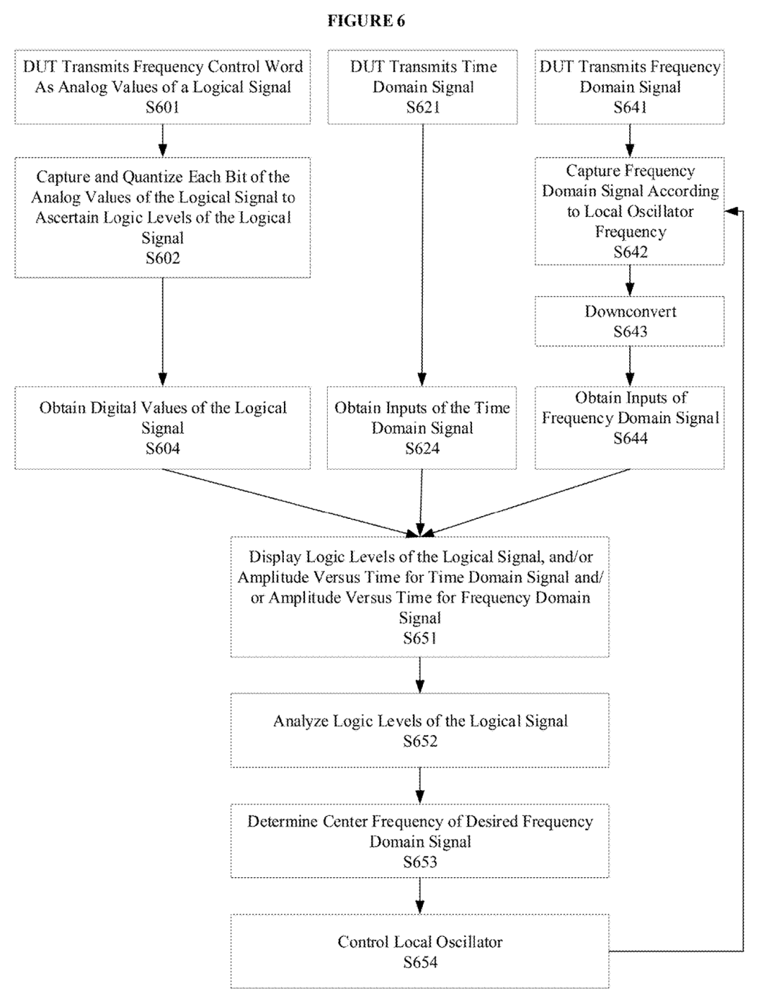 FIGURE 6
DUT Transmits Frequency Control Word
As Analog Values of a Logical Signal
S601
DUT Transmits Time
Domain Signal
S621
DUT Transmits Frequency
Domain Signal
S641
Capture and Quantize Each Bit of the
Analog Values of the Logical Signal to
Ascertain Logic Levels of the Logical
Signal
S602
Capture Frequency
Domain Signal According
to Local Oscillator
Frequency
S642
Downconvert
S643
Obtain Digital Values of the Logical
Signal
S604
Obtain Inputs of the Time
Domain Signal
S624
Obtain Inputs of
Frequency Domain Signal
S644
Display Logic Levels of the Logical Signal, and/or
Amplitude Versus Time for Time Domain Signal and/
or Amplitude Versus Time for Frequency Domain
Signal
S651
Analyze Logic Levels of the Logical Signal
S652
Determine Center Frequency of Desired Frequency
Domain Signal
S653
Control Local Oscillator
S654